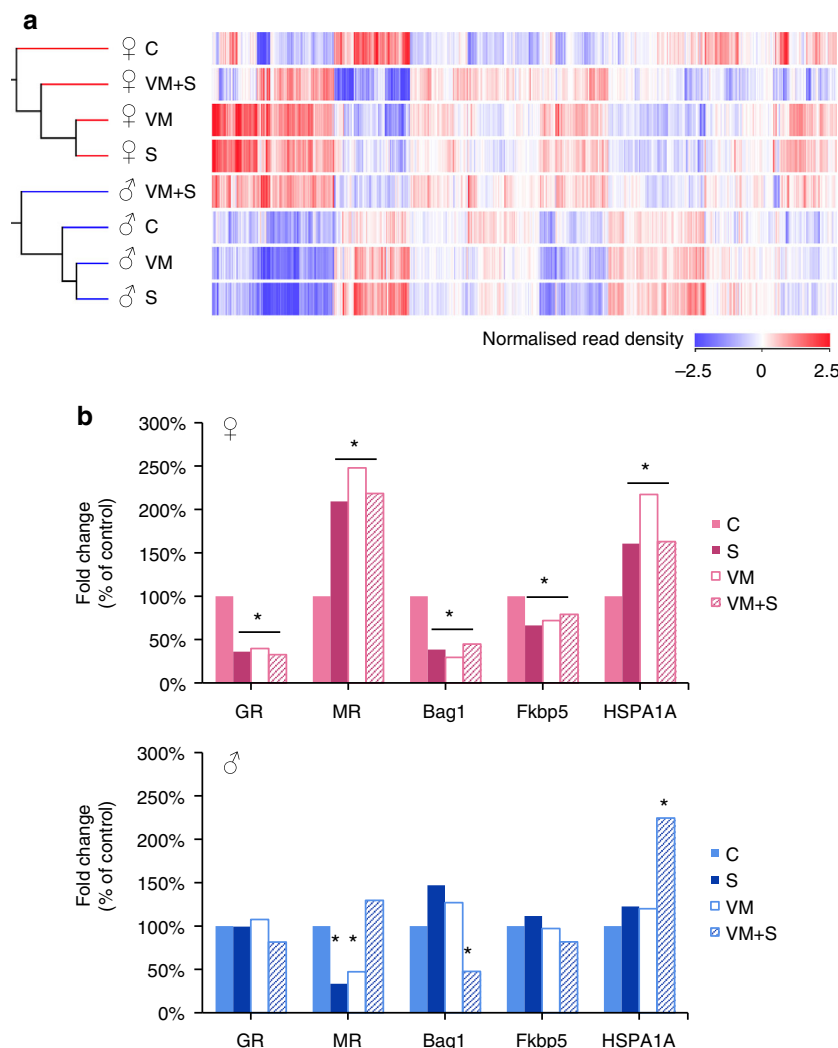 a
♀ C
♀ VM+S
♀ VM
♀ S
♂ VM+S
♂ C
♂ VM
♂ S
Normalised read density
–2.5 0 2.5
b
♀
Fold change
(% of control)
300%
250%
200%
150%
100%
50%
0%
* * * * *
GR MR Bag1 Fkbp5 HSPA1A
C
S
VM
VM+S
♂
Fold change
(% of control)
300%
250%
200%
150%
100%
50%
0%
* * * *
GR MR Bag1 Fkbp5 HSPA1A
C
S
VM
VM+S